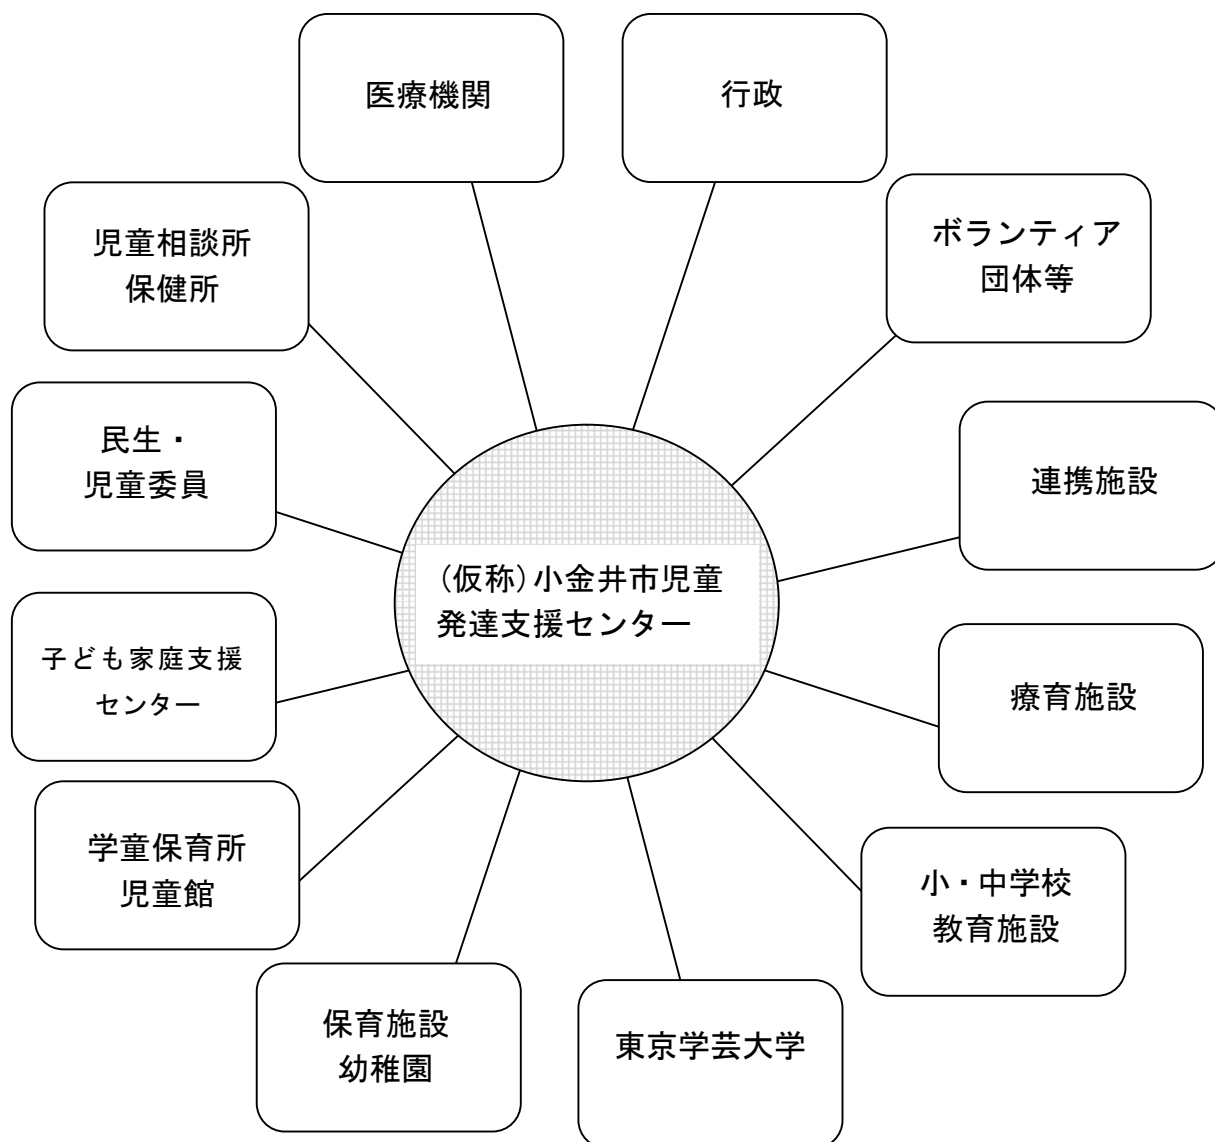 医療機関
行政
児童相談所
保健所
ボランティア
団体等
民生・
児童委員
連携施設
(仮称)小金井市児童
発達支援センター
子ども家庭支援
センター
療育施設
学童保育所
児童館
小・中学校
教育施設
保育施設
幼稚園
東京学芸大学